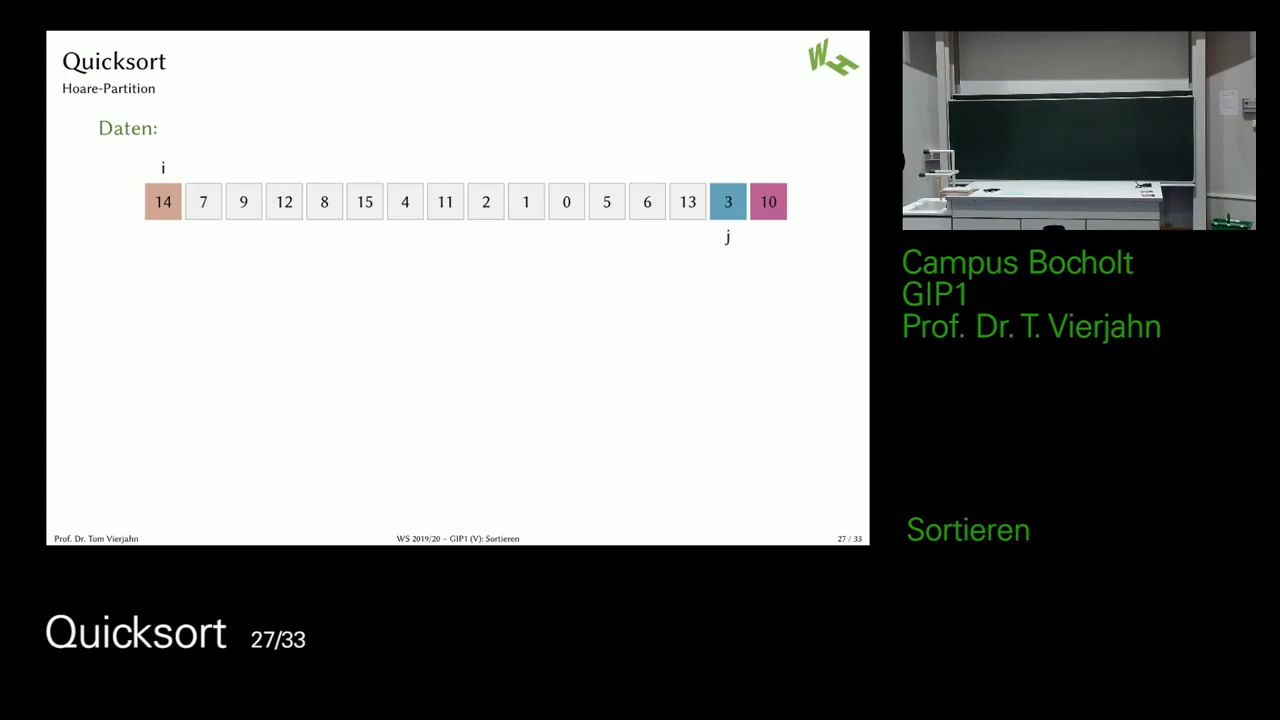 Quicksort
Hoare-Partition
WH
Daten:
i
14 7 9 12 8 15 4 11 2 1 0 5 6 13 3 10
j
Prof. Dr. Tom Vierjahn WS 2019/20 – GIP1 (V): Sortieren 27 / 33
Campus Bocholt
GIP1
Prof. Dr. T. Vierjahn
Sortieren
Quicksort 27/33